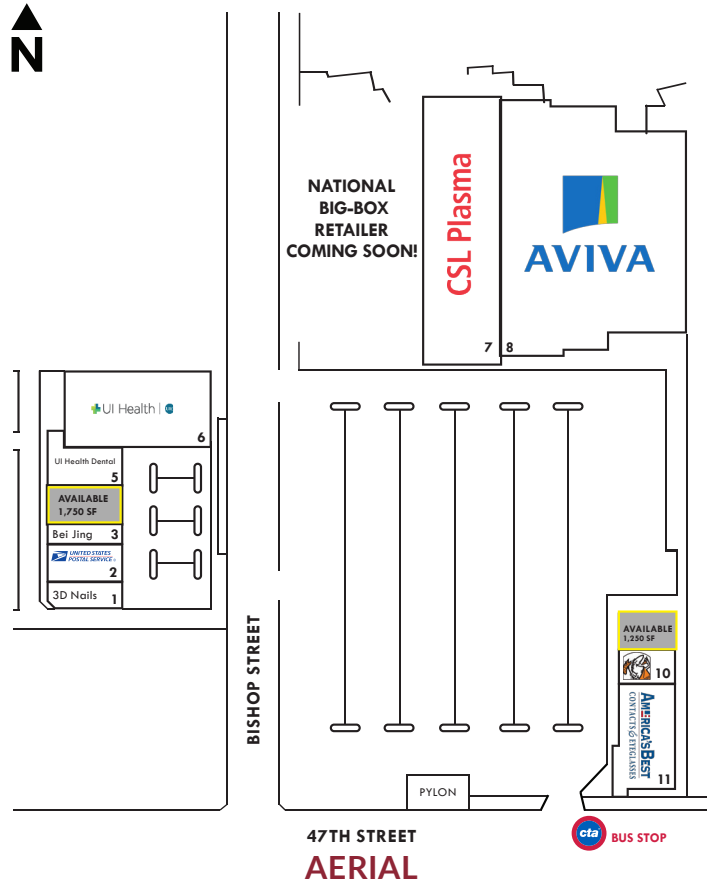 N
NATIONAL
BIG-BOX
RETAILER
COMING SOON!
CSL Plasma
7
AVIVA
8
UI Health
6
UI Health Dental
5
AVAILABLE
1,750 SF
Bei Jing 3
UNITED STATES
POSTAL SERVICE
2
3D Nails 1
BISHOP STREET
AVAILABLE
1,250 SF
10
AMERICA'S BEST
CONTACTS & EYEGLASSES
11
PYLON
47TH STREET
cta BUS STOP
AERIAL